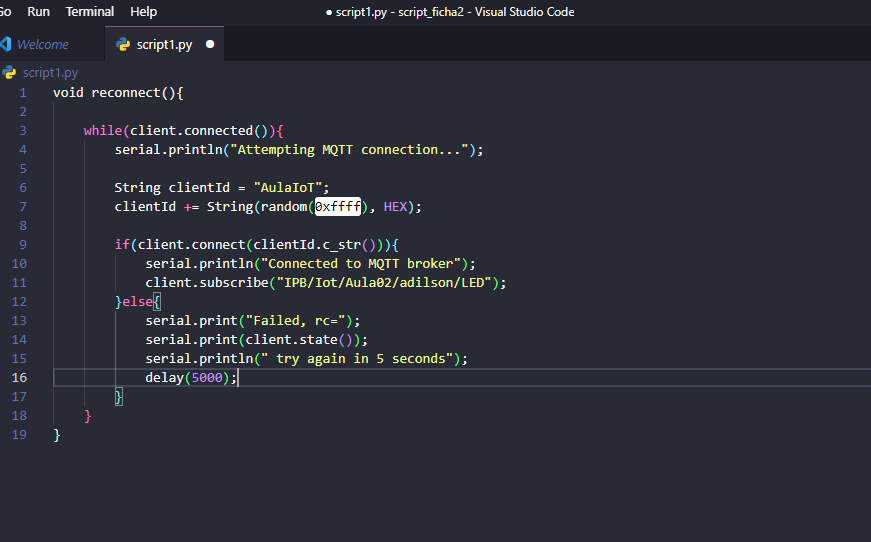 Go Run Terminal Help ● script1.py - script_ficha2 - Visual Studio Code
Welcome script1.py ●
script1.py
1 void reconnect(){
2
3 while(client.connected()){
4 serial.println("Attempting MQTT connection...");
5
6 String clientId = "AulaIoT";
7 clientId += String(random(0xffff), HEX);
8
9 if(client.connect(clientId.c_str())){
10 serial.println("Connected to MQTT broker");
11 client.subscribe("IPB/Iot/Aula02/adilson/LED");
12 }else{
13 serial.print("Failed, rc=");
14 serial.print(client.state());
15 serial.println(" try again in 5 seconds");
16 delay(5000);
17 }
18 }
19 }